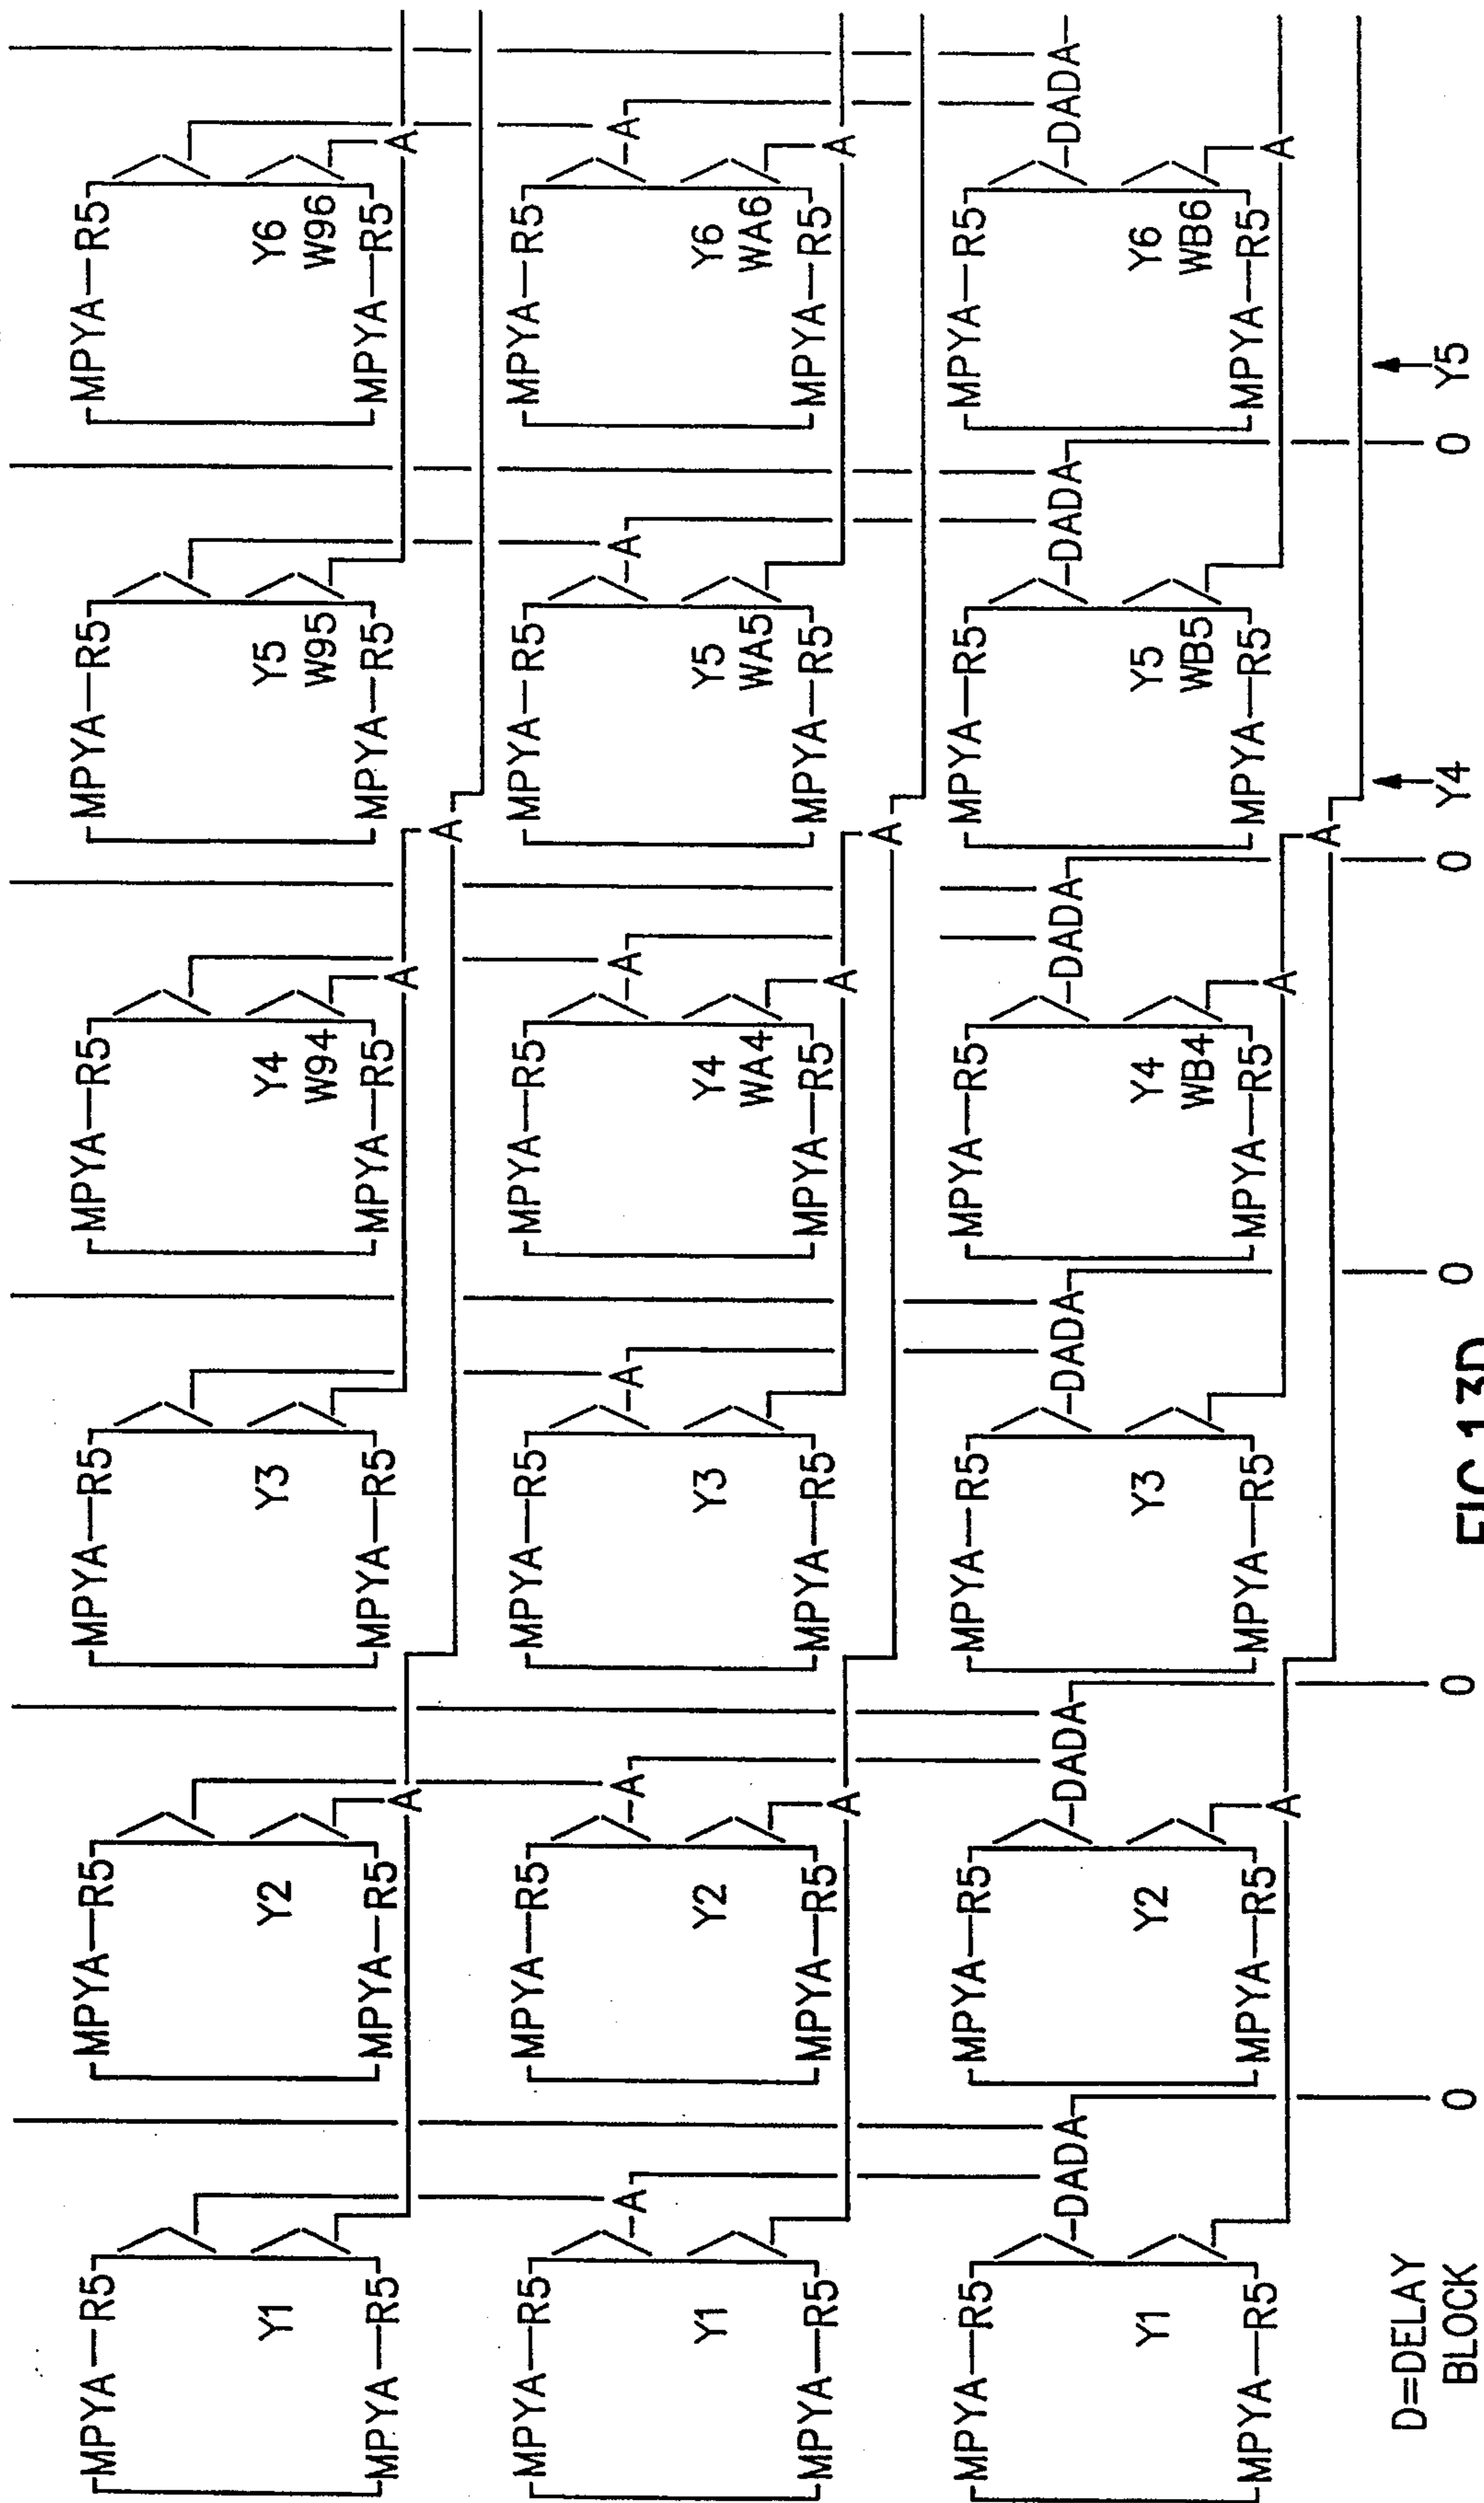 MPYA—R5 MPYA—R5 MPYA—R5 MPYA—R5 MPYA—R5 MPYA—R5
Y1 Y2 Y3 Y4 Y5 Y6
W94 W95 W96
MPYA—R5 MPYA—R5 MPYA—R5 MPYA—R5 MPYA—R5 MPYA—R5
A A A
A
MPYA—R5 MPYA—R5 MPYA—R5 MPYA—R5 MPYA—R5 MPYA—R5
A A A A A A
Y1 Y2 Y3 Y4 Y5 Y6
WA4 WA5 WA6
MPYA—R5 MPYA—R5 MPYA—R5 MPYA—R5 MPYA—R5 MPYA—R5
A A A
A
MPYA—R5 MPYA—R5 MPYA—R5 MPYA—R5 MPYA—R5 MPYA—R5
DADA DADA DADA DADA DADA DADA
Y1 Y2 Y3 Y4 Y5 Y6
WB4 WB5 WB6
MPYA—R5 MPYA—R5 MPYA—R5 MPYA—R5 MPYA—R5 MPYA—R5
A A A
A
D=DELAY
BLOCK 0 0 0 0 Y4 0 Y5
FIG.13D